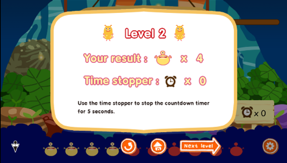 Level 2
Your result : x 4
Time stopper : x 0
Use the time stopper to stop the countdown timer
for 5 seconds.
x 0
Next level